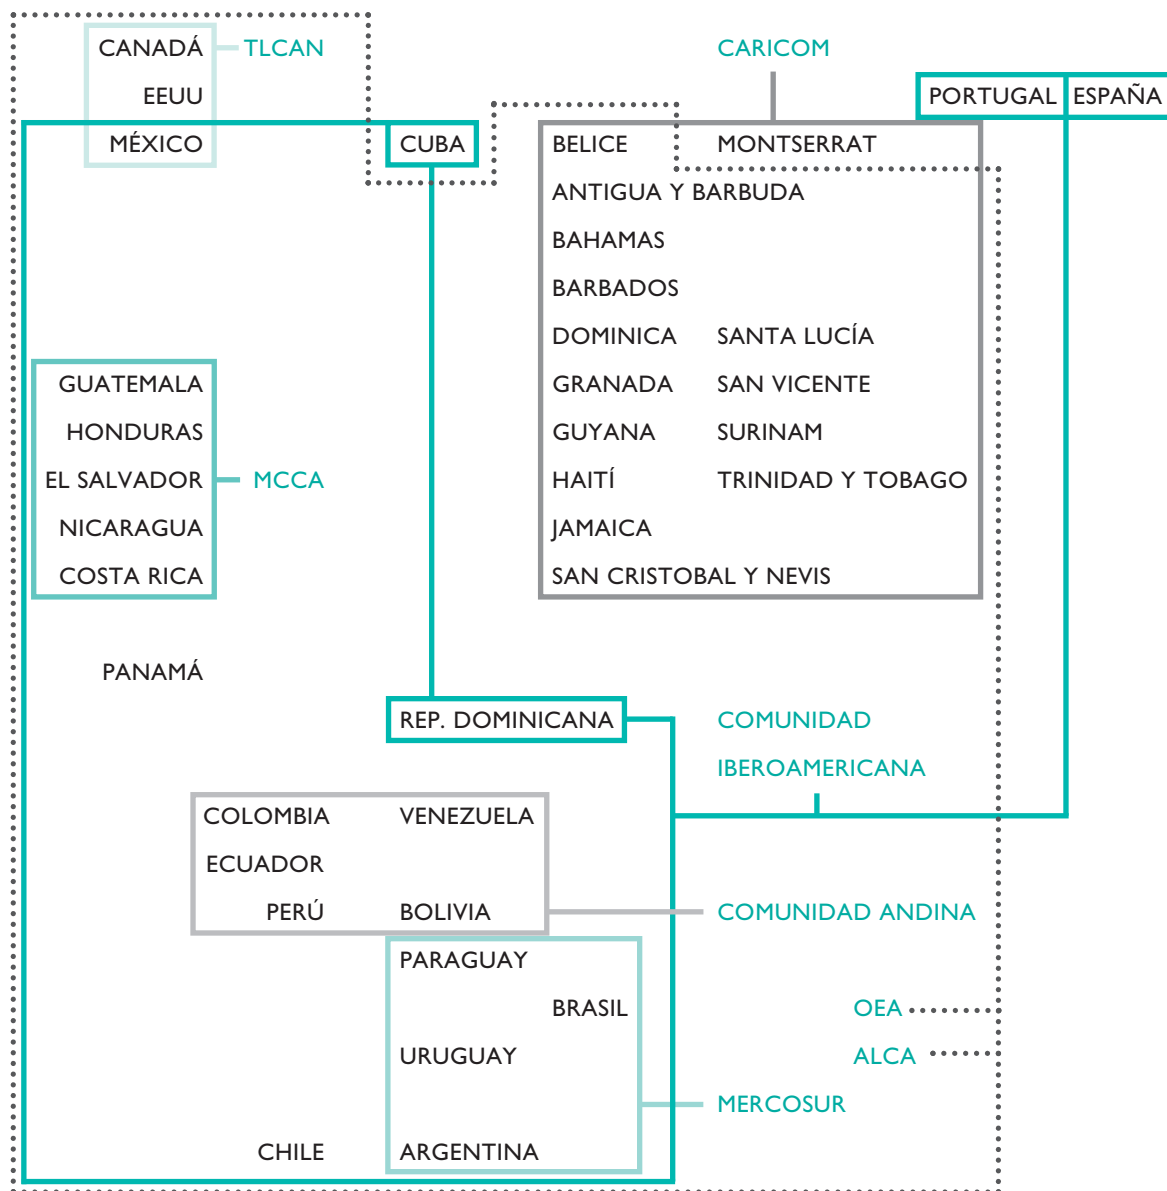 CANADÁ TLCAN CARICOM
EEUU PORTUGAL ESPAÑA
MÉXICO CUBA BELICE MONTSERRAT
ANTIGUA Y BARBUDA
BAHAMAS
BARBADOS
DOMINICA SANTA LUCÍA
GUATEMALA GRANADA SAN VICENTE
HONDURAS GUYANA SURINAM
EL SALVADOR MCCA HAITÍ TRINIDAD Y TOBAGO
NICARAGUA JAMAICA
COSTA RICA SAN CRISTOBAL Y NEVIS
PANAMÁ
REP. DOMINICANA COMUNIDAD
IBEROAMERICANA
COLOMBIA VENEZUELA
ECUADOR
PERÚ BOLIVIA COMUNIDAD ANDINA
PARAGUAY
BRASIL OEA
URUGUAY ALCA
MERCOSUR
CHILE ARGENTINA